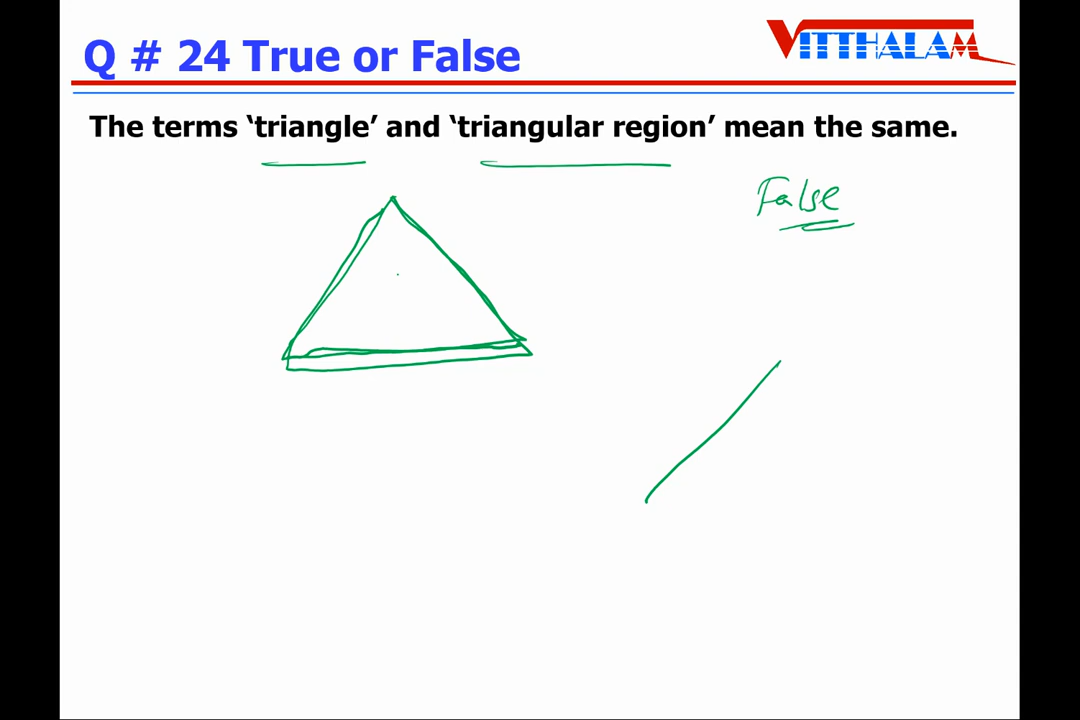 Q # 24 True or False
VITTHALAM
The terms ‘triangle’ and ‘triangular region’ mean the same.
False